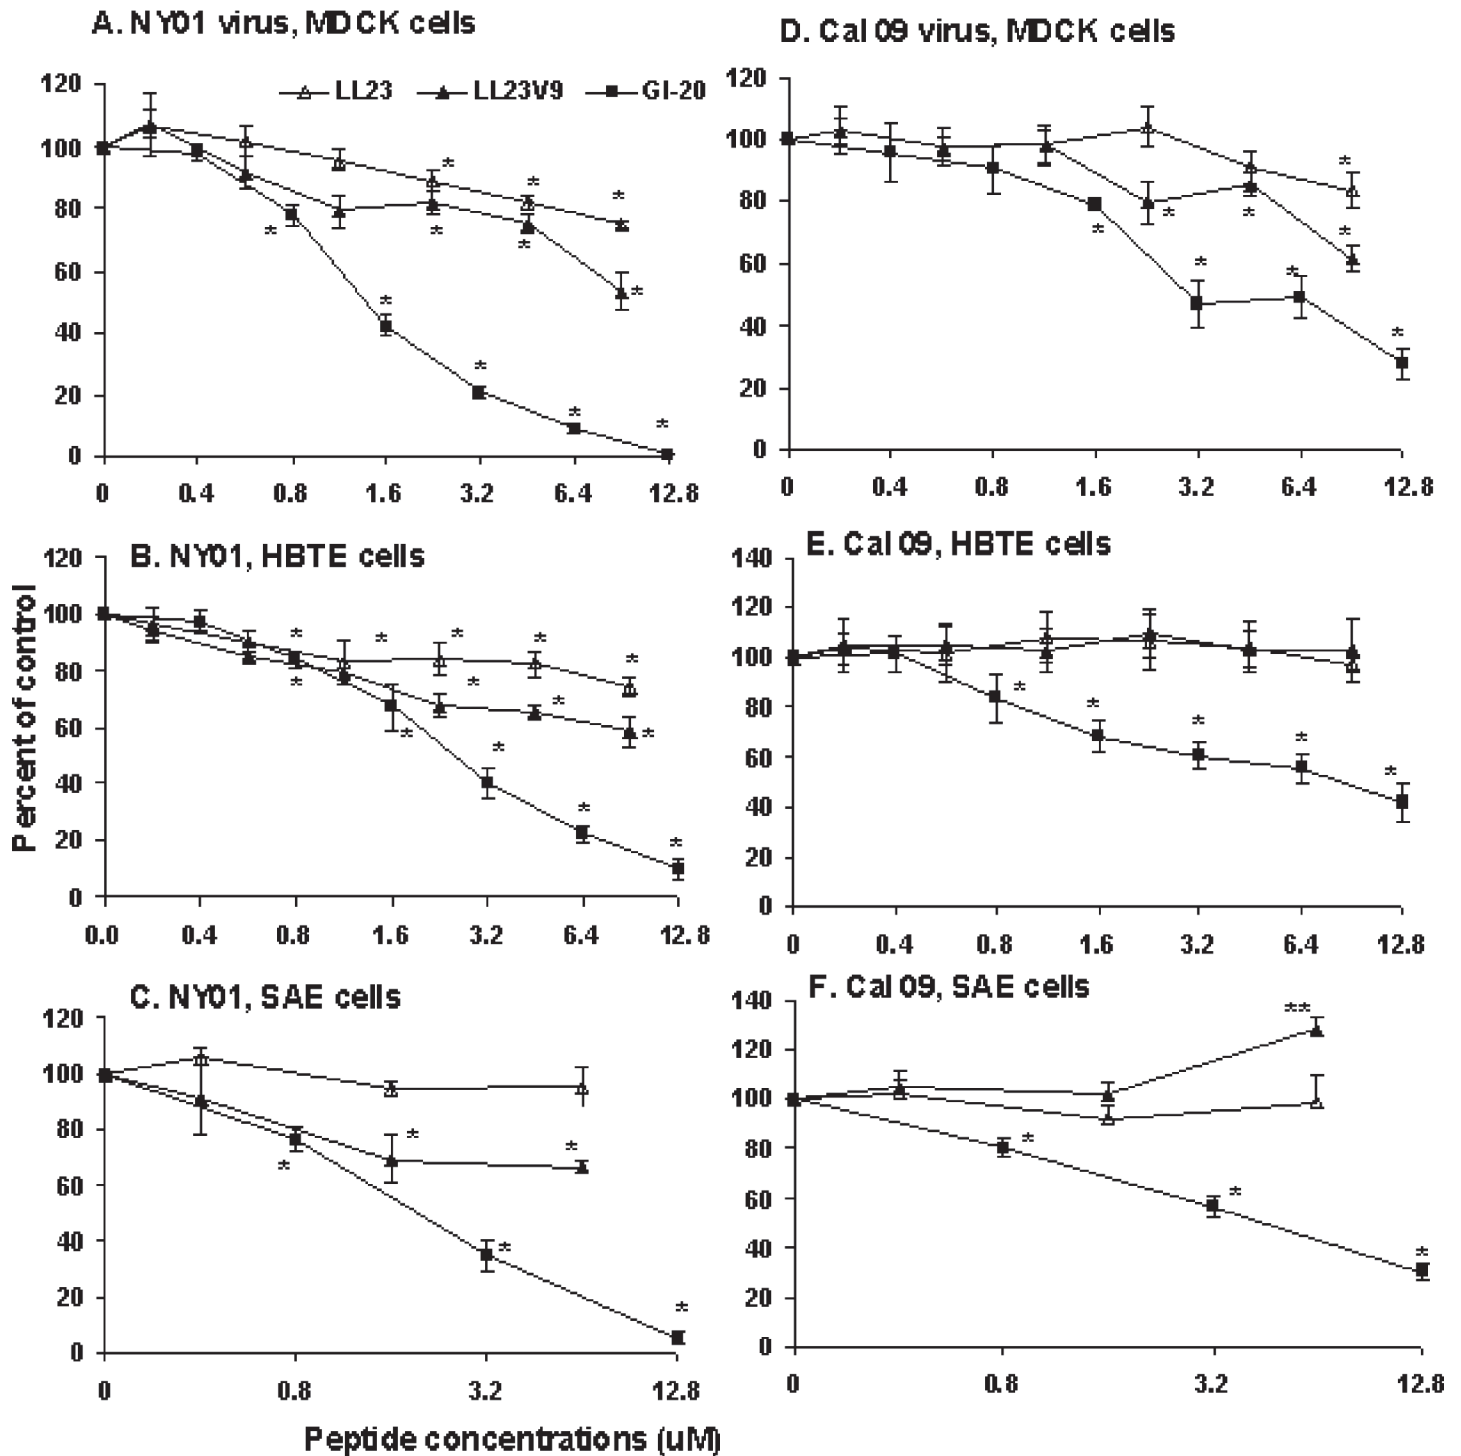 A. NY01 virus, MDCK cells
LL23 LL23V9 GI-20
120
100
80
60
40
20
0
0 0.4 0.8 1.6 3.2 6.4 12.8
* * * * * * * * * * * *
B. NY01, HBTE cells
120
100
80
60
40
20
0
0.0 0.4 0.8 1.6 3.2 6.4 12.8
* * * * * * * * * * * * *
C. NY01, SAE cells
120
100
80
60
40
20
0
0 0.8 3.2 12.8
* * * * *
D. Cal 09 virus, MDCK cells
120
100
80
60
40
20
0
0 0.4 0.8 1.6 3.2 6.4 12.8
* * * * * * * *
E. Cal 09, HBTE cells
140
120
100
80
60
40
20
0
0 0.4 0.8 1.6 3.2 6.4 12.8
* * * * *
F. Cal 09, SAE cells
140
120
100
80
60
40
20
0
0 0.8 3.2 12.8
** * * *
Percent of control
Peptide concentrations (uM)